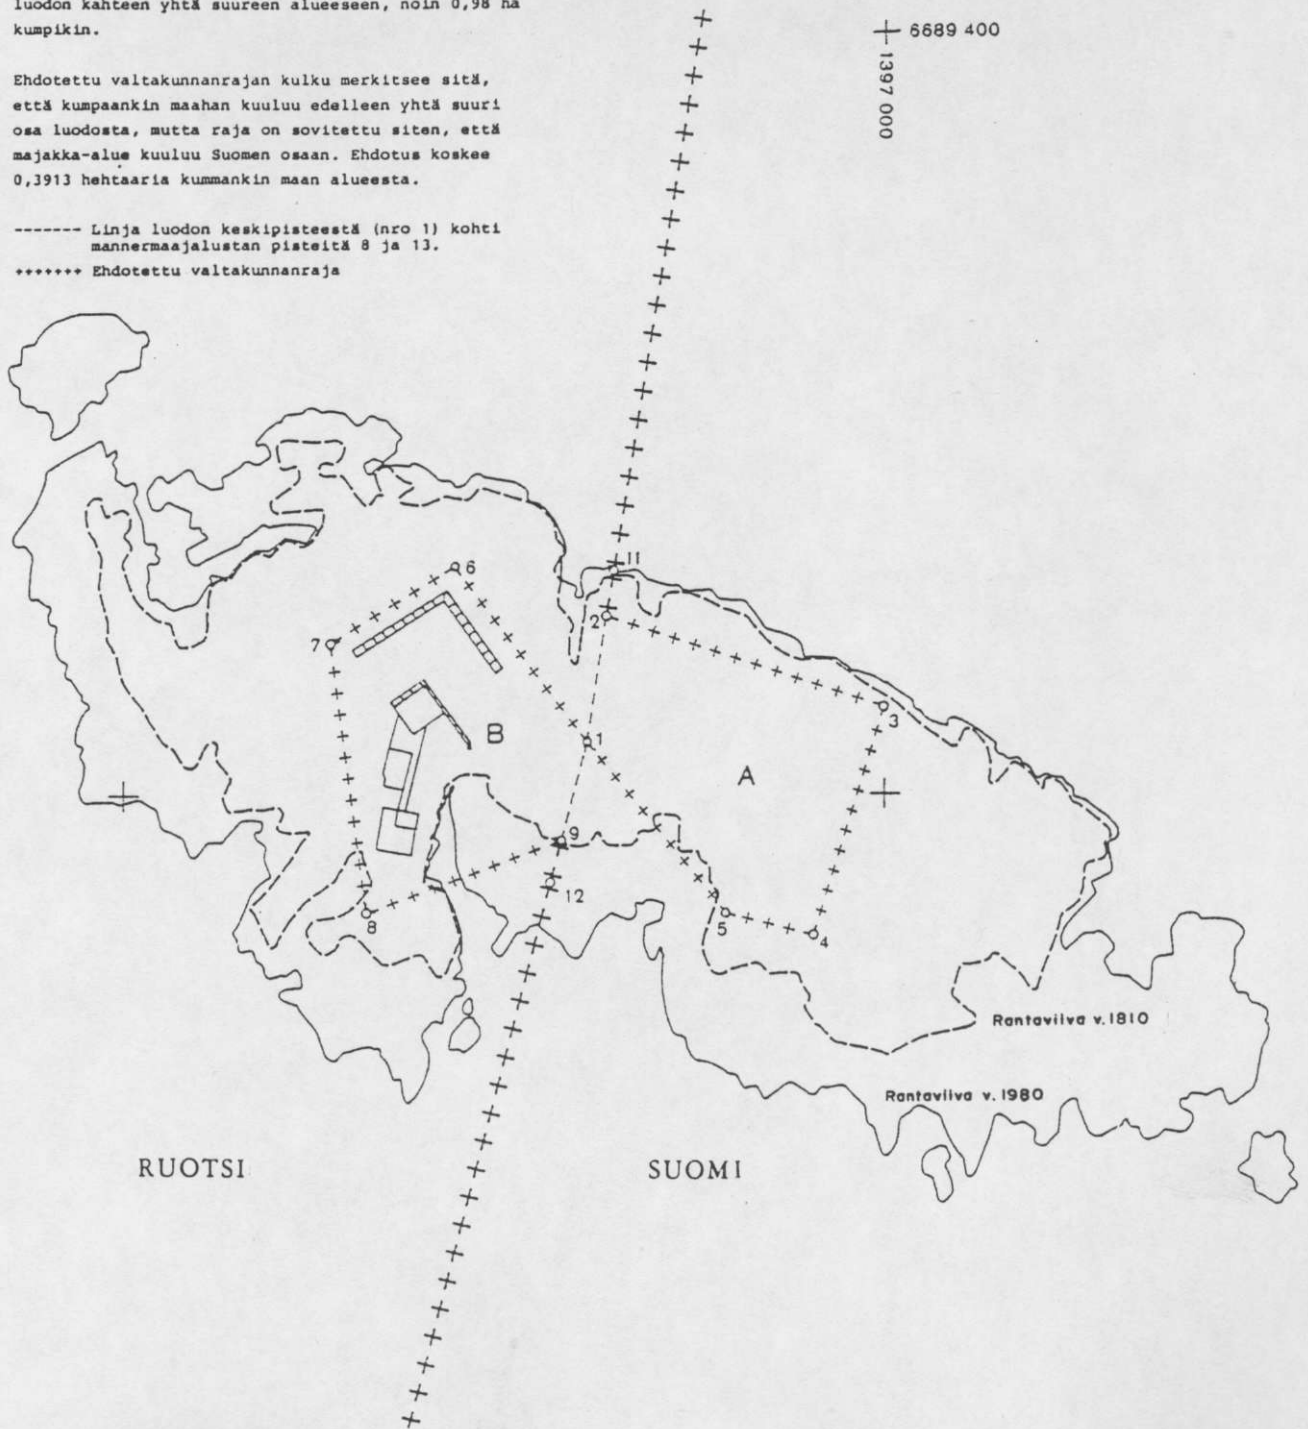 luodon kahteen yhtä suureen alueeseen, noin 0,98 ha
kumpikin.
Ehdotettu valtakunnanrajan kulku merkitsee sitä,
että kumpaankin maahan kuuluu edelleen yhtä suuri
osa luodosta, mutta raja on sovitettu siten, että
majakka-alue kuuluu Suomen osaan. Ehdotus koskee
0,3913 hehtaaria kummankin maan alueesta.
------- Linja luodon keskipisteestä (nro 1) kohti
mannermaajalustan pisteitä 8 ja 13.
+++++++ Ehdotettu valtakunnanraja
6689 400
1397 000
11
6
2
7
3
B
1
A
9
12
8
5
4
Rantaviiva v. 1810
Rantaviiva v. 1980
RUOTSI
SUOMI